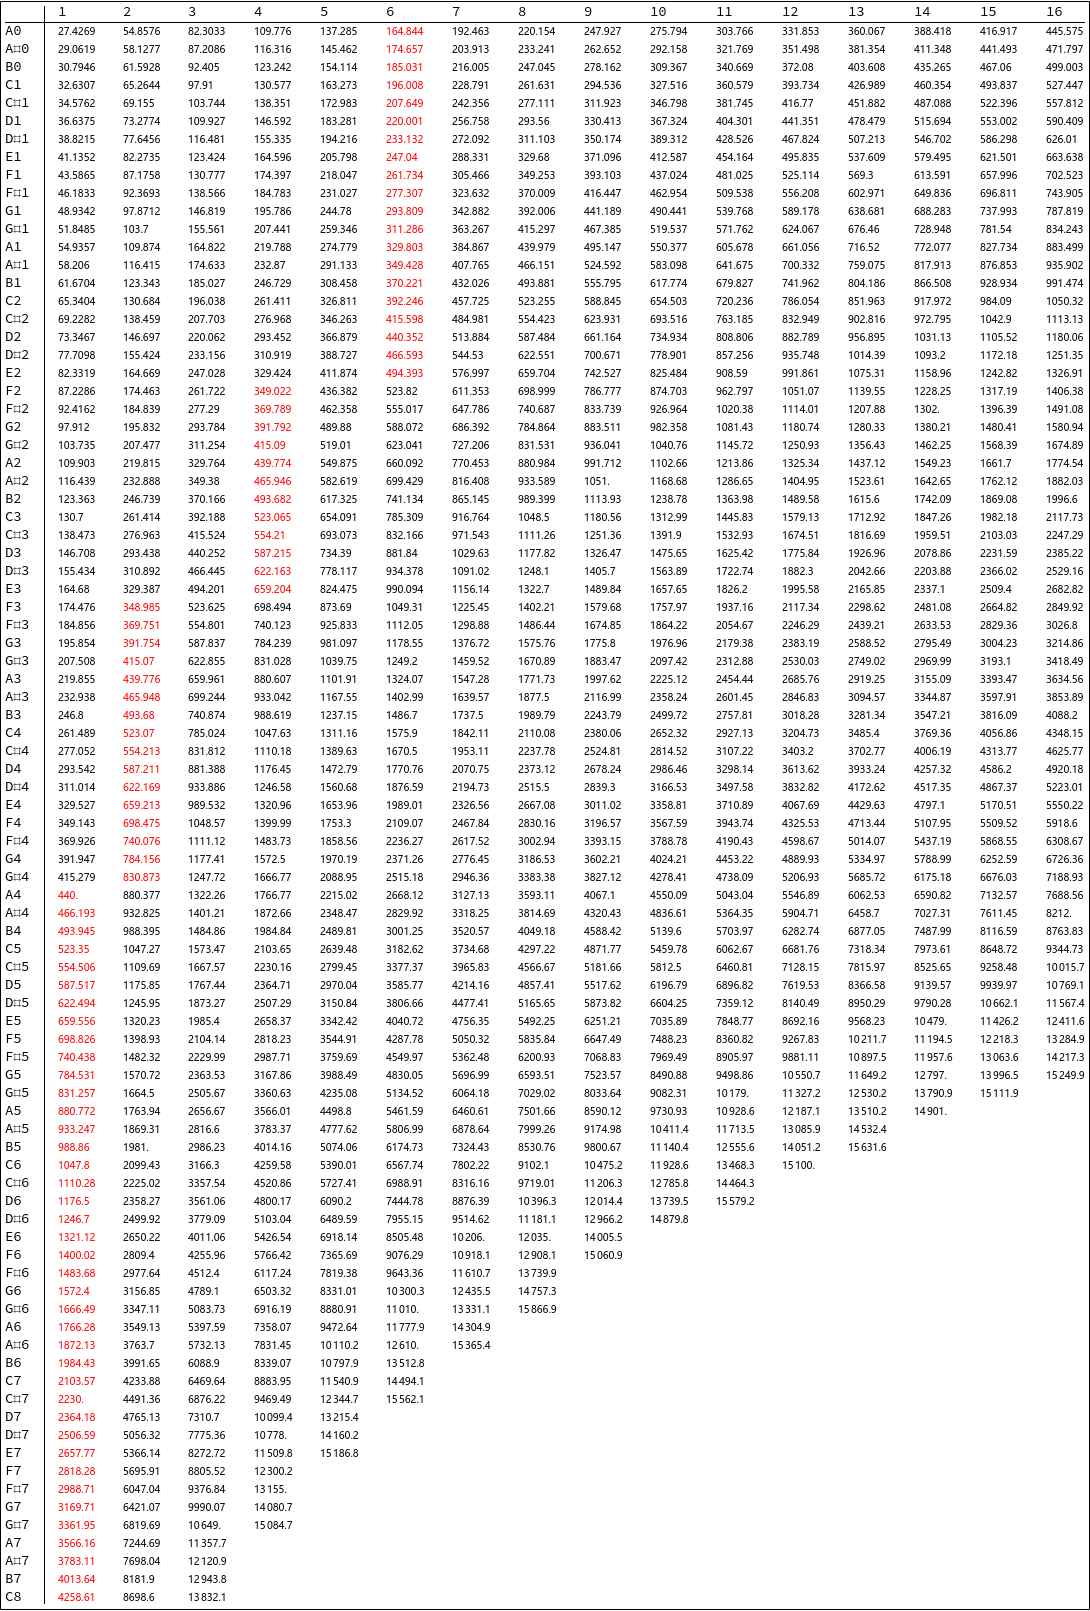 1 2 3 4 5 6 7 8 9 10 11 12 13 14 15 16
A0 27.4269 54.8576 82.3033 109.776 137.285 164.844 192.463 220.154 247.927 275.794 303.766 331.853 360.067 388.418 416.917 445.575
A♯0 29.0619 58.1277 87.2086 116.316 145.462 174.657 203.913 233.241 262.652 292.158 321.769 351.498 381.354 411.348 441.493 471.797
B0 30.7946 61.5928 92.405 123.242 154.114 185.031 216.005 247.045 278.162 309.367 340.669 372.08 403.608 435.265 467.06 499.003
C1 32.6307 65.2644 97.91 130.577 163.273 196.008 228.791 261.631 294.536 327.516 360.579 393.734 426.989 460.354 493.837 527.447
C♯1 34.5762 69.155 103.744 138.351 172.983 207.649 242.356 277.111 311.923 346.798 381.745 416.77 451.882 487.088 522.396 557.812
D1 36.6375 73.2774 109.927 146.592 183.281 220.001 256.758 293.56 330.413 367.324 404.301 441.351 478.479 515.694 553.002 590.409
D♯1 38.8215 77.6456 116.481 155.335 194.216 233.132 272.092 311.103 350.174 389.312 428.526 467.824 507.213 546.702 586.298 626.01
E1 41.1352 82.2735 123.424 164.596 205.798 247.04 288.331 329.68 371.096 412.587 454.164 495.835 537.609 579.495 621.501 663.638
F1 43.5865 87.1758 130.777 174.397 218.047 261.734 305.466 349.253 393.103 437.024 481.025 525.114 569.3 613.591 657.996 702.523
F♯1 46.1833 92.3693 138.566 184.783 231.027 277.307 323.632 370.009 416.447 462.954 509.538 556.208 602.971 649.836 696.811 743.905
G1 48.9342 97.8712 146.819 195.786 244.78 293.809 342.882 392.006 441.189 490.441 539.768 589.178 638.681 688.283 737.993 787.819
G♯1 51.8485 103.7 155.561 207.441 259.346 311.286 363.267 415.297 467.385 519.537 571.762 624.067 676.46 728.948 781.54 834.243
A1 54.9357 109.874 164.822 219.788 274.779 329.803 384.867 439.979 495.147 550.377 605.678 661.056 716.52 772.077 827.734 883.499
A♯1 58.206 116.415 174.633 232.87 291.133 349.428 407.765 466.151 524.592 583.098 641.675 700.332 759.075 817.913 876.853 935.902
B1 61.6704 123.343 185.027 246.729 308.458 370.221 432.026 493.881 555.795 617.774 679.827 741.962 804.186 866.508 928.934 991.474
C2 65.3404 130.684 196.038 261.411 326.811 392.246 457.725 523.255 588.845 654.503 720.236 786.054 851.963 917.972 984.09 1050.32
C♯2 69.2282 138.459 207.703 276.968 346.263 415.598 484.981 554.423 623.931 693.516 763.185 832.949 902.816 972.795 1042.9 1113.13
D2 73.3467 146.697 220.062 293.452 366.879 440.352 513.884 587.484 661.164 734.934 808.806 882.789 956.895 1031.13 1105.52 1180.06
D♯2 77.7098 155.424 233.156 310.919 388.727 466.593 544.53 622.551 700.671 778.901 857.256 935.748 1014.39 1093.2 1172.18 1251.35
E2 82.3319 164.669 247.028 329.424 411.874 494.393 576.997 659.704 742.527 825.484 908.59 991.861 1075.31 1158.96 1242.82 1326.91
F2 87.2286 174.463 261.722 349.022 436.382 523.82 611.353 698.999 786.777 874.703 962.797 1051.07 1139.55 1228.25 1317.19 1406.38
F♯2 92.4162 184.839 277.29 369.789 462.358 555.017 647.786 740.687 833.739 926.964 1020.38 1114.01 1207.88 1302. 1396.39 1491.08
G2 97.912 195.832 293.784 391.792 489.88 588.072 686.392 784.864 883.511 982.358 1081.43 1180.74 1280.33 1380.21 1480.41 1580.94
G♯2 103.735 207.477 311.254 415.09 519.01 623.041 727.206 831.531 936.041 1040.76 1145.72 1250.93 1356.43 1462.25 1568.39 1674.89
A2 109.903 219.815 329.764 439.774 549.875 660.092 770.453 880.984 991.712 1102.66 1213.86 1325.34 1437.12 1549.23 1661.7 1774.54
A♯2 116.439 232.888 349.38 465.946 582.619 699.429 816.408 933.589 1051. 1168.68 1286.65 1404.95 1523.61 1642.65 1762.12 1882.03
B2 123.363 246.739 370.166 493.682 617.325 741.134 865.145 989.399 1113.93 1238.78 1363.98 1489.58 1615.6 1742.09 1869.08 1996.6
C3 130.7 261.414 392.188 523.065 654.091 785.309 916.764 1048.5 1180.56 1312.99 1445.83 1579.13 1712.92 1847.26 1982.18 2117.73
C♯3 138.473 276.963 415.524 554.21 693.073 832.166 971.543 1111.26 1251.36 1391.9 1532.93 1674.51 1816.69 1959.51 2103.03 2247.29
D3 146.708 293.438 440.252 587.215 734.39 881.84 1029.63 1177.82 1326.47 1475.65 1625.42 1775.84 1926.96 2078.86 2231.59 2385.22
D♯3 155.434 310.892 466.445 622.163 778.117 934.378 1091.02 1248.1 1405.7 1563.89 1722.74 1882.3 2042.66 2203.88 2366.02 2529.16
E3 164.68 329.387 494.201 659.204 824.475 990.094 1156.14 1322.7 1489.84 1657.65 1826.2 1995.58 2165.85 2337.1 2509.4 2682.82
F3 174.476 348.985 523.625 698.494 873.69 1049.31 1225.45 1402.21 1579.68 1757.97 1937.16 2117.34 2298.62 2481.08 2664.82 2849.92
F♯3 184.856 369.751 554.801 740.123 925.833 1112.05 1298.88 1486.44 1674.85 1864.22 2054.67 2246.29 2439.21 2633.53 2829.36 3026.8
G3 195.854 391.754 587.837 784.239 981.097 1178.55 1376.72 1575.76 1775.8 1976.96 2179.38 2383.19 2588.52 2795.49 3004.23 3214.86
G♯3 207.508 415.07 622.855 831.028 1039.75 1249.2 1459.52 1670.89 1883.47 2097.42 2312.88 2530.03 2749.02 2969.99 3193.1 3418.49
A3 219.855 439.776 659.961 880.607 1101.91 1324.07 1547.28 1771.73 1997.62 2225.12 2454.44 2685.76 2919.25 3155.09 3393.47 3634.56
A♯3 232.938 465.948 699.244 933.042 1167.55 1402.99 1639.57 1877.5 2116.99 2358.24 2601.45 2846.83 3094.57 3344.87 3597.91 3853.89
B3 246.8 493.68 740.874 988.619 1237.15 1486.7 1737.5 1989.79 2243.79 2499.72 2757.81 3018.28 3281.34 3547.21 3816.09 4088.2
C4 261.489 523.07 785.024 1047.63 1311.16 1575.9 1842.11 2110.08 2380.06 2652.32 2927.13 3204.73 3485.4 3769.36 4056.86 4348.15
C♯4 277.052 554.213 831.812 1110.18 1389.63 1670.5 1953.11 2237.78 2524.81 2814.52 3107.22 3403.2 3702.77 4006.19 4313.77 4625.77
D4 293.542 587.211 881.388 1176.45 1472.79 1770.76 2070.75 2373.12 2678.24 2986.46 3298.14 3613.62 3933.24 4257.32 4586.2 4920.18
D♯4 311.014 622.169 933.886 1246.58 1560.68 1876.59 2194.73 2515.5 2839.3 3166.53 3497.58 3832.82 4172.62 4517.35 4867.37 5223.01
E4 329.527 659.213 989.532 1320.96 1653.96 1989.01 2326.56 2667.08 3011.02 3358.81 3710.89 4067.69 4429.63 4797.1 5170.51 5550.22
F4 349.143 698.475 1048.57 1399.99 1753.3 2109.07 2467.84 2830.16 3196.57 3567.59 3943.74 4325.53 4713.44 5107.95 5509.52 5918.6
F♯4 369.926 740.076 1111.12 1483.73 1858.56 2236.27 2617.52 3002.94 3393.15 3788.78 4190.43 4598.67 5014.07 5437.19 5868.55 6308.67
G4 391.947 784.156 1177.41 1572.5 1970.19 2371.26 2776.45 3186.53 3602.21 4024.21 4453.22 4889.93 5334.97 5788.99 6252.59 6726.36
G♯4 415.279 830.873 1247.72 1666.77 2088.95 2515.18 2946.36 3383.38 3827.12 4278.41 4738.09 5206.93 5685.72 6175.18 6676.03 7188.93
A4 440. 880.377 1322.26 1766.77 2215.02 2668.12 3127.13 3593.11 4067.1 4550.09 5043.04 5546.89 6062.53 6590.82 7132.57 7688.56
A♯4 466.193 932.825 1401.21 1872.66 2348.47 2829.92 3318.25 3814.69 4320.43 4836.61 5364.35 5904.71 6458.7 7027.31 7611.45 8212.
B4 493.945 988.395 1484.86 1984.84 2489.81 3001.25 3520.57 4049.18 4588.42 5139.6 5703.97 6282.74 6877.05 7487.99 8116.59 8763.83
C5 523.35 1047.27 1573.47 2103.65 2639.48 3182.62 3734.68 4297.22 4871.77 5459.78 6062.67 6681.76 7318.34 7973.61 8648.72 9344.73
C♯5 554.506 1109.69 1667.57 2230.16 2799.45 3377.37 3965.83 4566.67 5181.66 5812.5 6460.81 7128.15 7815.97 8525.65 9258.48 10015.7
D5 587.517 1175.85 1767.44 2364.71 2970.04 3585.77 4214.16 4857.41 5517.62 6196.79 6896.82 7619.53 8366.58 9139.57 9939.97 10769.1
D♯5 622.494 1245.95 1873.27 2507.29 3150.84 3806.66 4477.41 5165.65 5873.82 6604.25 7359.12 8140.49 8950.29 9790.28 10662.1 11567.4
E5 659.556 1320.23 1985.4 2658.37 3342.42 4040.72 4756.35 5492.25 6251.21 7035.89 7848.77 8692.16 9568.23 10479. 11426.2 12411.6
F5 698.826 1398.93 2104.14 2818.23 3544.91 4287.78 5050.32 5835.84 6647.49 7488.23 8360.82 9267.83 10211.7 11194.5 12218.3 13284.9
F♯5 740.438 1482.32 2229.99 2987.71 3759.69 4549.97 5362.48 6200.93 7068.83 7969.49 8905.97 9881.11 10897.5 11957.6 13063.6 14217.3
G5 784.531 1570.72 2363.53 3167.86 3988.49 4830.05 5696.99 6593.51 7523.57 8490.88 9498.86 10550.7 11649.2 12797. 13996.5 15249.9
G♯5 831.257 1664.5 2505.67 3360.63 4235.08 5134.52 6064.18 7029.02 8033.64 9082.31 10179. 11327.2 12530.2 13790.9 15111.9
A5 880.772 1763.94 2656.67 3566.01 4498.8 5461.59 6460.61 7501.66 8590.12 9730.93 10928.6 12187.1 13510.2 14901.
A♯5 933.247 1869.31 2816.6 3783.37 4777.62 5806.99 6878.64 7999.26 9174.98 10411.4 11713.5 13085.9 14532.4
B5 988.86 1981. 2986.23 4014.16 5074.06 6174.73 7324.43 8530.76 9800.67 11140.4 12555.6 14051.2 15631.6
C6 1047.8 2099.43 3166.3 4259.58 5390.01 6567.74 7802.22 9102.1 10475.2 11928.6 13468.3 15100.
C♯6 1110.28 2225.02 3357.54 4520.86 5727.41 6988.91 8316.16 9719.01 11206.3 12785.8 14464.3
D6 1176.5 2358.27 3561.06 4800.17 6090.2 7444.78 8876.39 10396.3 12014.4 13739.5 15579.2
D♯6 1246.7 2499.92 3779.09 5103.04 6489.59 7955.15 9514.62 11181.1 12966.2 14879.8
E6 1321.12 2650.22 4011.06 5426.54 6918.14 8505.48 10206. 12035. 14005.5
F6 1400.02 2809.4 4255.96 5766.42 7365.69 9076.29 10918.1 12908.1 15060.9
F♯6 1483.68 2977.64 4512.4 6117.24 7819.38 9643.36 11610.7 13739.9
G6 1572.4 3156.85 4789.1 6503.32 8331.01 10300.3 12435.5 14757.3
G♯6 1666.49 3347.11 5083.73 6916.19 8880.91 11010. 13331.1 15866.9
A6 1766.28 3549.13 5397.59 7358.07 9472.64 11777.9 14304.9
A♯6 1872.13 3763.7 5732.13 7831.45 10110.2 12610. 15365.4
B6 1984.43 3991.65 6088.9 8339.07 10797.9 13512.8
C7 2103.57 4233.88 6469.64 8883.95 11540.9 14494.1
C♯7 2230. 4491.36 6876.22 9469.49 12344.7 15562.1
D7 2364.18 4765.13 7310.7 10099.4 13215.4
D♯7 2506.59 5056.32 7775.36 10778. 14160.2
E7 2657.77 5366.14 8272.72 11509.8 15186.8
F7 2818.28 5695.91 8805.52 12300.2
F♯7 2988.71 6047.04 9376.84 13155.
G7 3169.71 6421.07 9990.07 14080.7
G♯7 3361.95 6819.69 10649. 15084.7
A7 3566.16 7244.69 11357.7
A♯7 3783.11 7698.04 12120.9
B7 4013.64 8181.9 12943.8
C8 4258.61 8698.6 13832.1